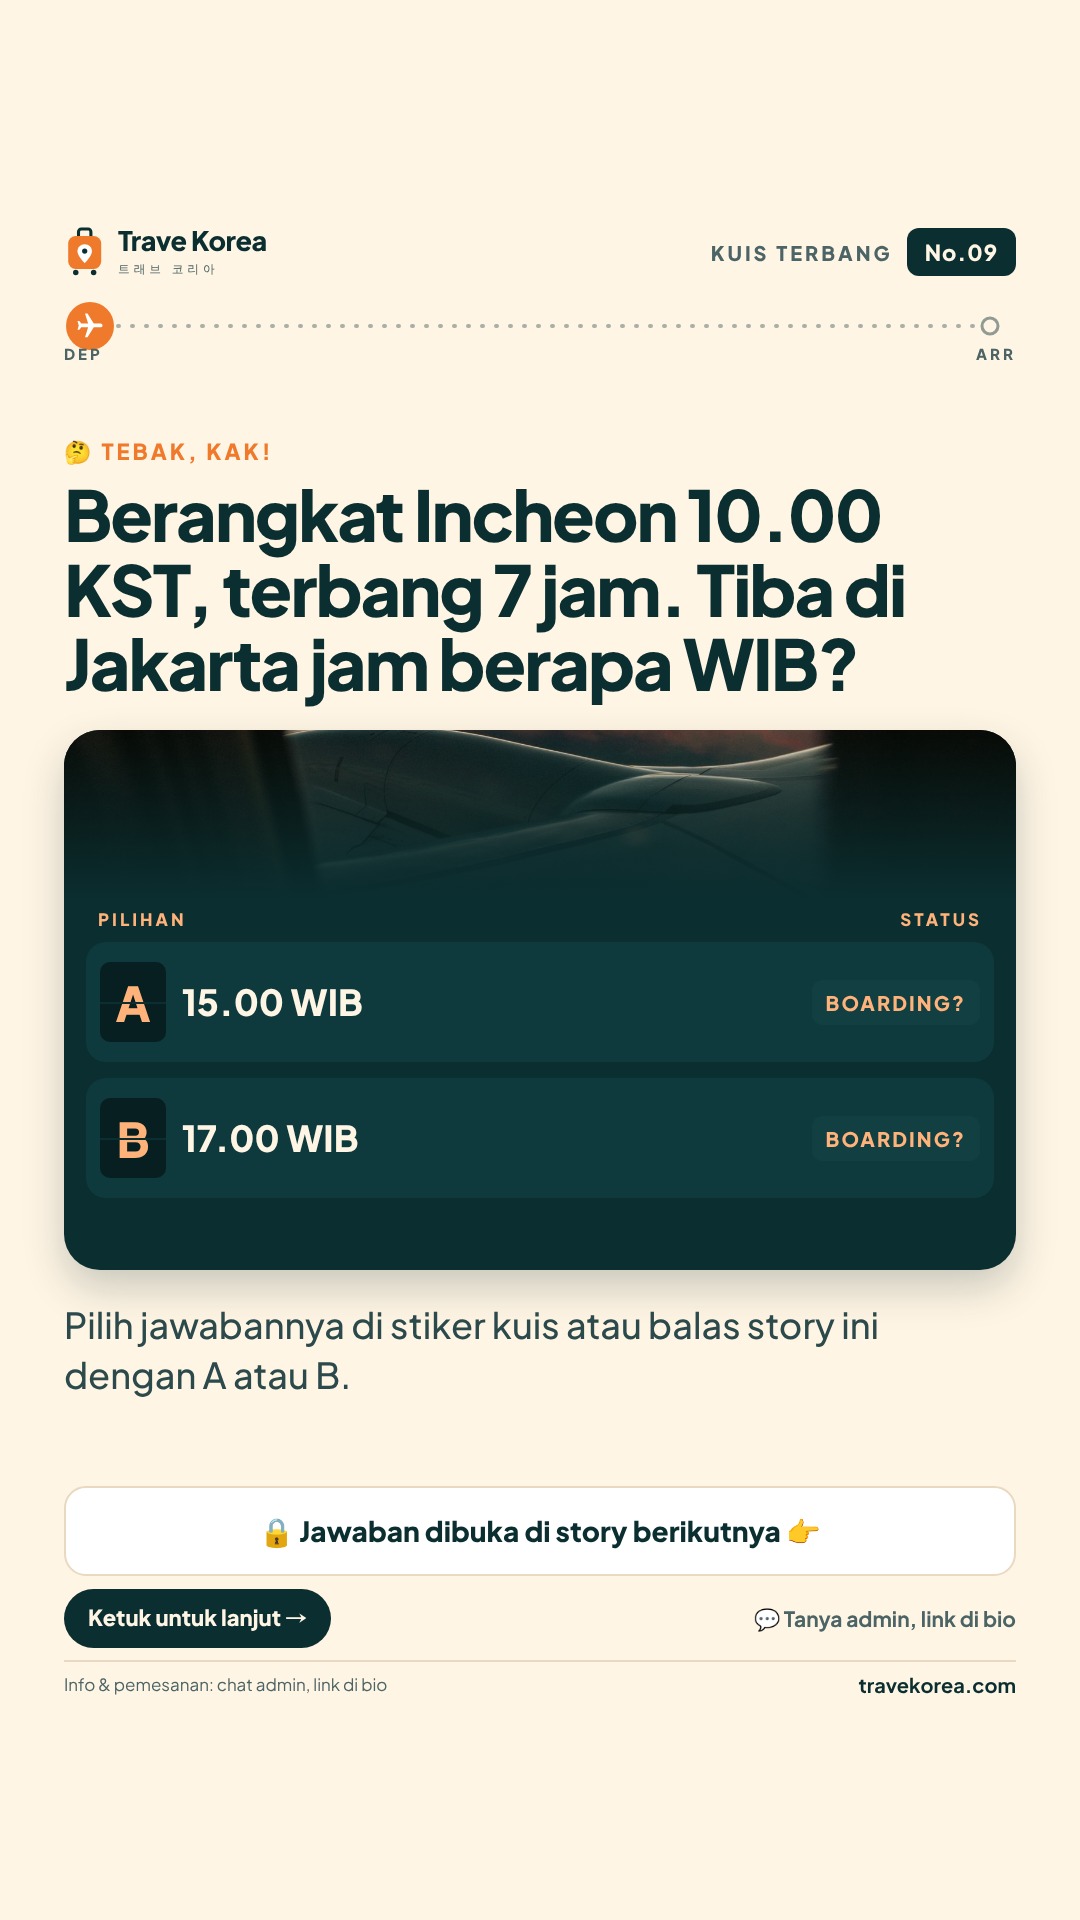 Trave Korea
트래브 코리아
KUIS TERBANG
No.09
DEP
ARR
🤔 TEBAK, KAK!
Berangkat Incheon 10.00
KST, terbang 7 jam. Tiba di
Jakarta jam berapa WIB?
PILIHAN
STATUS
A
15.00 WIB
BOARDING?
B
17.00 WIB
BOARDING?
Pilih jawabannya di stiker kuis atau balas story ini
dengan A atau B.
🔒 Jawaban dibuka di story berikutnya 👉
Ketuk untuk lanjut →
💬 Tanya admin, link di bio
Info & pemesanan: chat admin, link di bio
travekorea.com